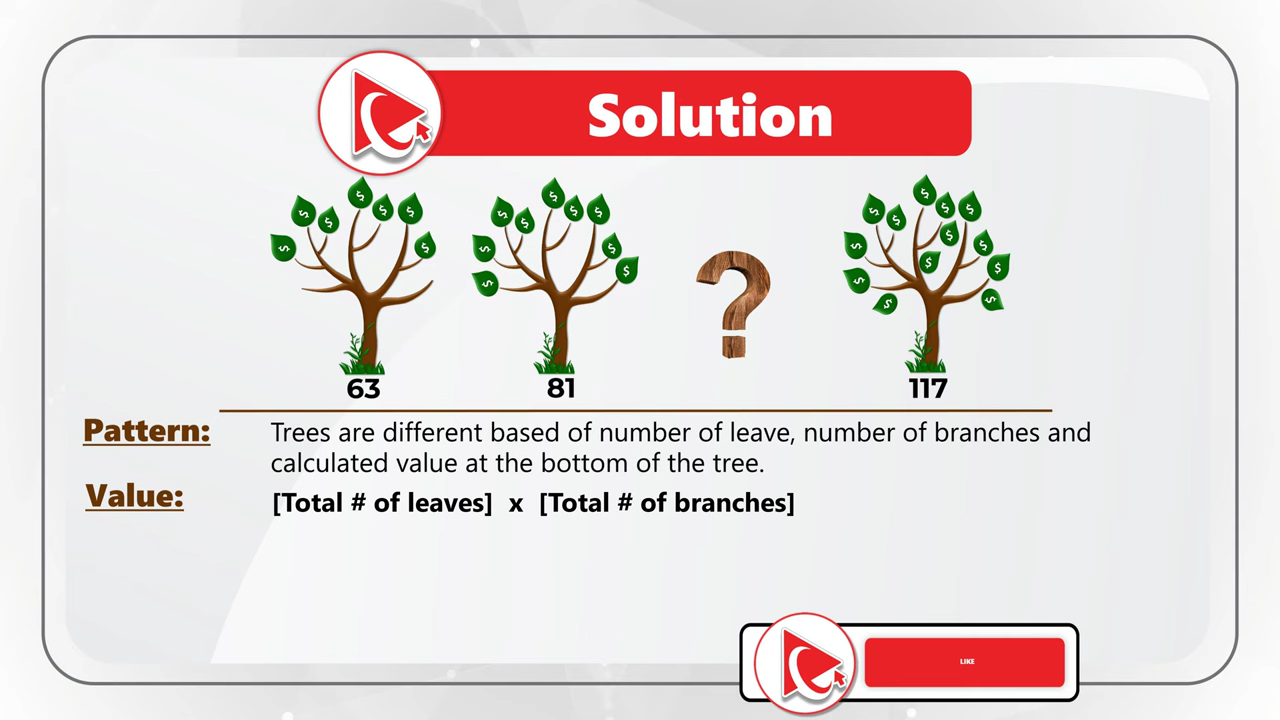 Solution
63 81 117
Pattern: Trees are different based of number of leave, number of branches and
calculated value at the bottom of the tree.
Value: [Total # of leaves] x [Total # of branches]
LIKE